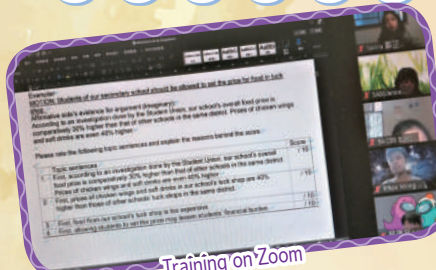 Example:
MOTION: Students of our secondary school should be allowed to set the price for food in tuck
shop
Affirmative side's evidence for argument (imaginary):
According to an investigation done by the Student Union, our school's overall food price is
comparatively 30% higher than that of other schools in the same district. Prices of chicken wings
and soft drinks are even 40% higher.
Please rate the following topic sentences and explain the reasons behind the score.
Topic sentences
Score
First, according to an investigation done by the Student Union, our school's overall
/ 10
food price is comparatively 30% higher than that of other schools in the same district.
Prices of chicken wings and soft drinks are even 40% higher.
First, prices of chicken wings and soft drinks in our school's tuck shop are 40%
/ 10
higher than those of other schools' tuck shops in the same district.
First, food from our school's tuck shop is too expensive.
/ 10
First, allowing students to set the price may lessen students' financial burden.
/ 10
Training on Zoom